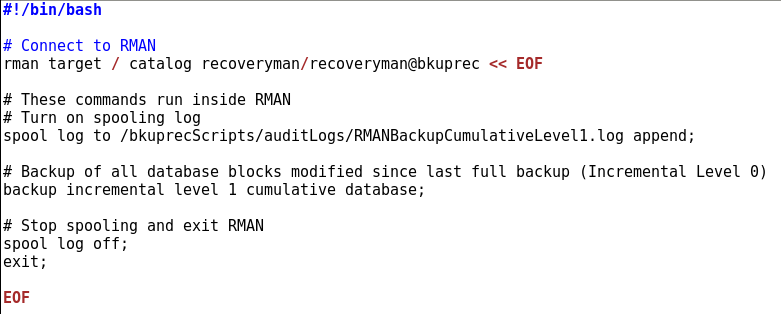 #!/bin/bash
# Connect to RMAN
rman target / catalog recoveryman/recoveryman@bkuprec << EOF
# These commands run inside RMAN
# Turn on spooling log
spool log to /bkuprecScripts/auditLogs/RMANBackupCumulativeLevel1.log append;
# Backup of all database blocks modified since last full backup (Incremental Level 0)
backup incremental level 1 cumulative database;
# Stop spooling and exit RMAN
spool log off;
exit;
EOF